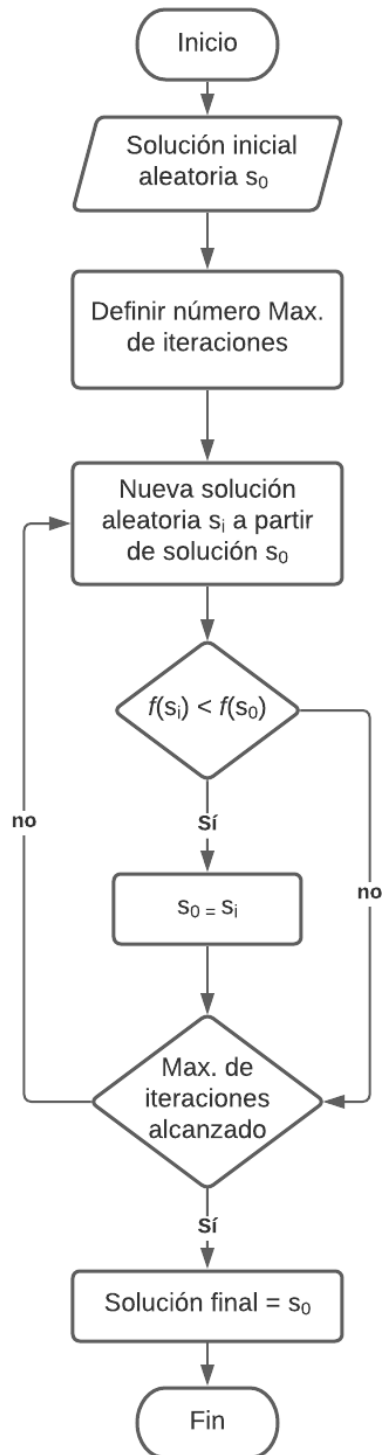 Inicio
Solución inicial
aleatoria s₀
Definir número Max.
de iteraciones
Nueva solución
aleatoria sᵢ a partir
de solución s₀
f(sᵢ) < f(s₀)
no
Sí
no
s₀ = sᵢ
Max. de
iteraciones
alcanzado
Sí
Solución final = s₀
Fin